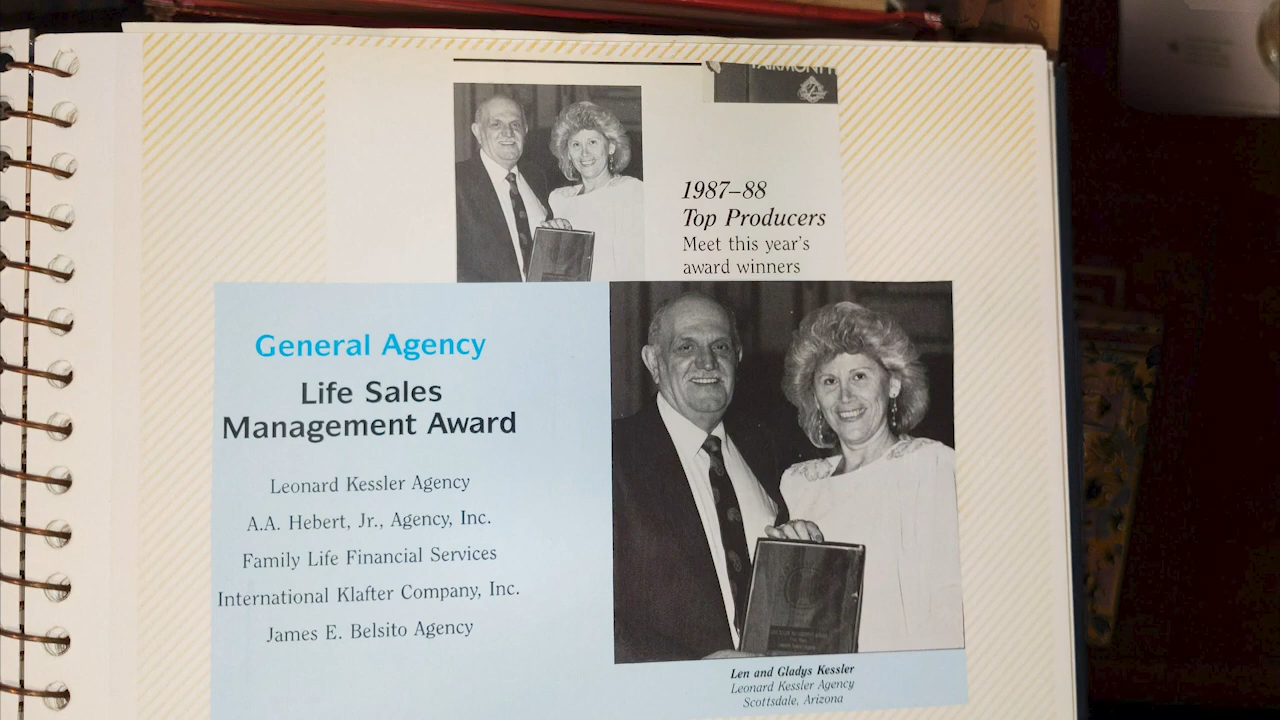 FAIRMONT
1987–88
Top Producers
Meet this year's
award winners
General Agency
Life Sales
Management Award
Leonard Kessler Agency
A.A. Hebert, Jr., Agency, Inc.
Family Life Financial Services
International Klafter Company, Inc.
James E. Belsito Agency
Len and Gladys Kessler
Leonard Kessler Agency
Scottsdale, Arizona